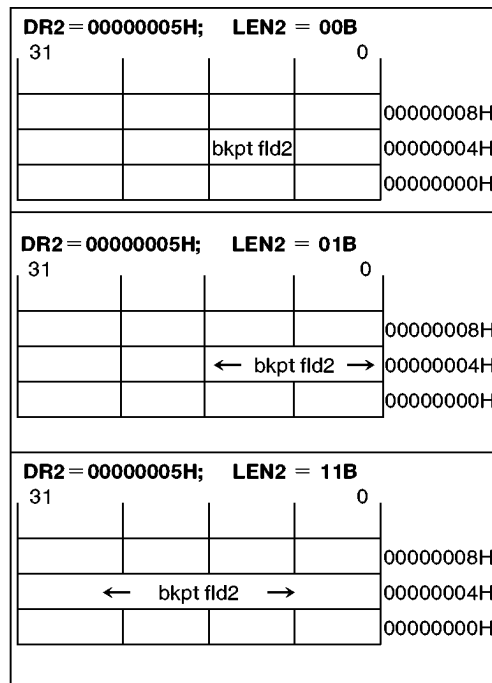 DR2=00000005H; LEN2 = 00B
31 0
00000008H
bkpt fld2 00000004H
00000000H
DR2=00000005H; LEN2 = 01B
31 0
00000008H
← bkpt fld2 → 00000004H
00000000H
DR2=00000005H; LEN2 = 11B
31 0
00000008H
← bkpt fld2 → 00000004H
00000000H